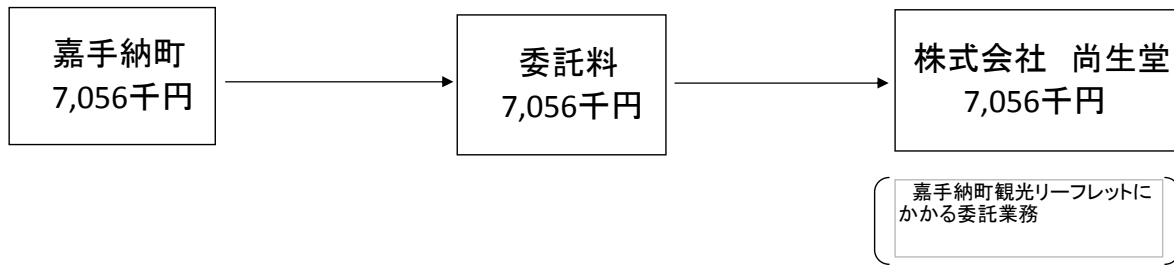 嘉手納町
7,056千円
委託料
7,056千円
株式会社　尚生堂
7,056千円
嘉手納町観光リーフレットに
かかる委託業務